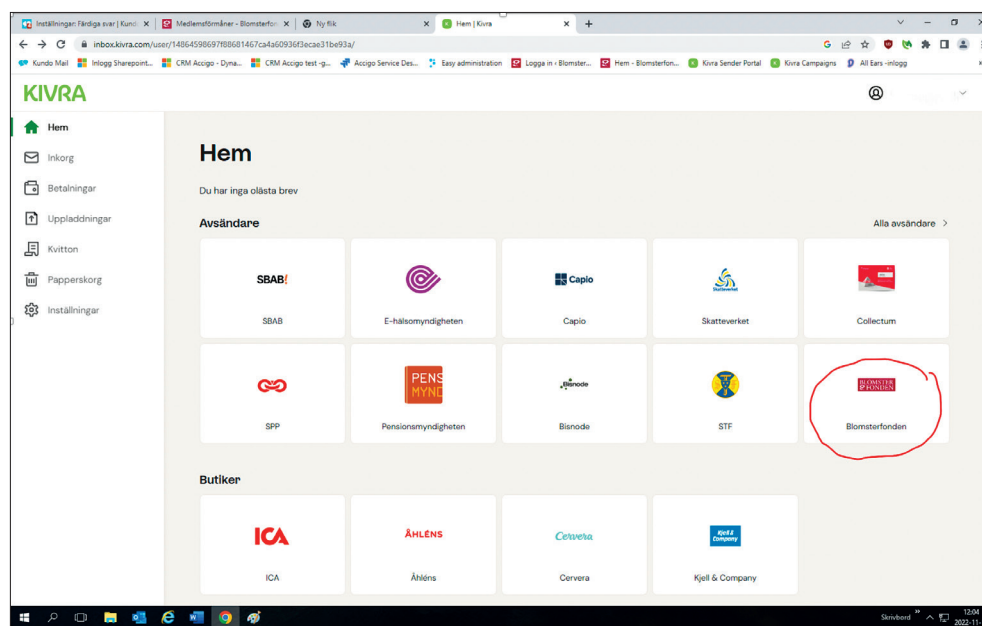 Inställningar: Färdiga svar | Kund
Medlemsförmåner - Blomsterfon
Ny flik
Hem | Kivra
inbox.kivra.com/user/14864598697f88681467ca4a60936f3ecae31be93a/
Kundo Mail
Inlogg Sharepoint...
CRM Accigo - Dyna...
CRM Accigo test -g...
Accigo Service Des...
Easy administration
Logga in ‹ Blomster...
Hem - Blomsterfon...
Kivra Sender Portal
Kivra Campaigns
All Ears -inlogg
KIVRA
Hem
Inkorg
Betalningar
Uppladdningar
Kvitton
Papperskorg
Inställningar
Hem
Du har inga olästa brev
Avsändare
Alla avsändare
SBAB!
Capio
Skatteverket
SBAB
E-hälsomyndigheten
Capio
Skatteverket
Collectum
PENS
MYND
Bisnode
BLOMSTER
FONDEN
SPP
Pensionsmyndigheten
Bisnode
STF
Blomsterfonden
Butiker
ICA
ÅHLÉNS
Cervera
Kjell &
Company
ICA
Åhléns
Cervera
Kjell & Company
Skrivbord
12:04
2022-11-